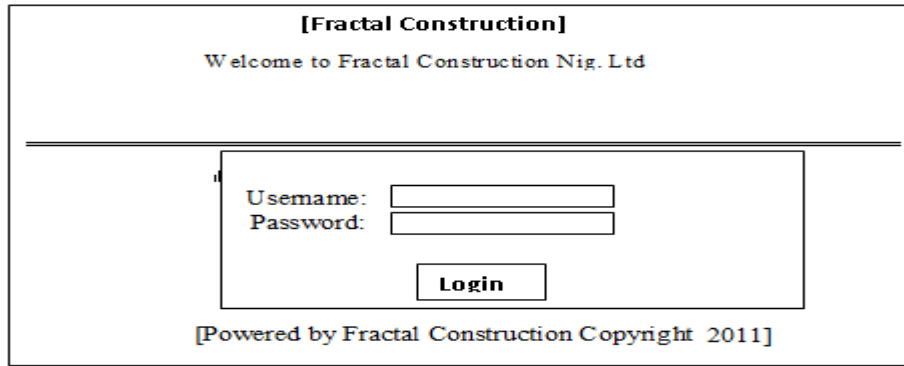 [Fractal Construction]
Welcome to Fractal Construction Nig. Ltd
Username:
Password:
Login
[Powered by Fractal Construction Copyright 2011]